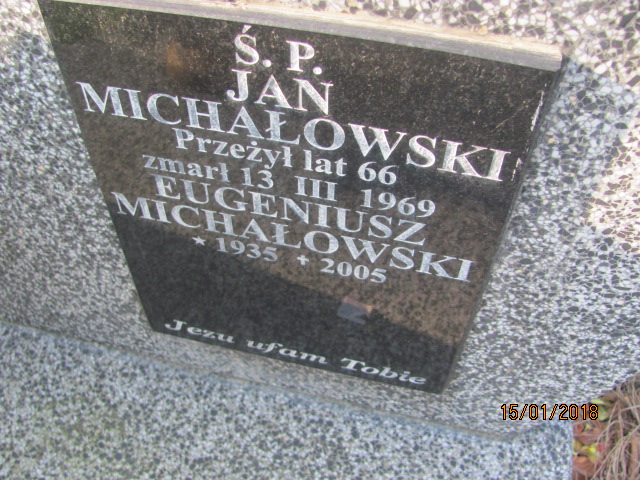 Ś. P.
JAN
MICHAŁOWSKI
Przeżył lat 66
zmarł 13 III 1969
EUGENIUSZ
MICHAŁOWSKI
* 1935 + 2005
Jezu ufam Tobie
15/01/2018